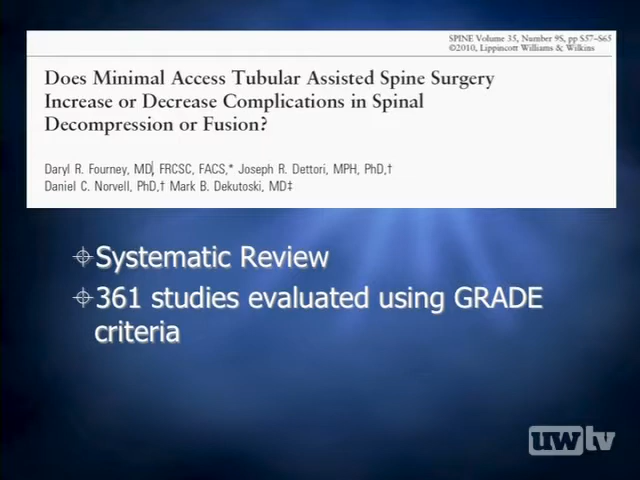 SPINE Volume 35, Number 9S, pp S57–S65
©2010, Lippincott Williams & Wilkins
Does Minimal Access Tubular Assisted Spine Surgery
Increase or Decrease Complications in Spinal
Decompression or Fusion?
Daryl R. Fourney, MD, FRCSC, FACS,* Joseph R. Dettori, MPH, PhD,†
Daniel C. Norvell, PhD,† Mark B. Dekutoski, MD‡
Systematic Review
361 studies evaluated using GRADE
criteria
uwtv